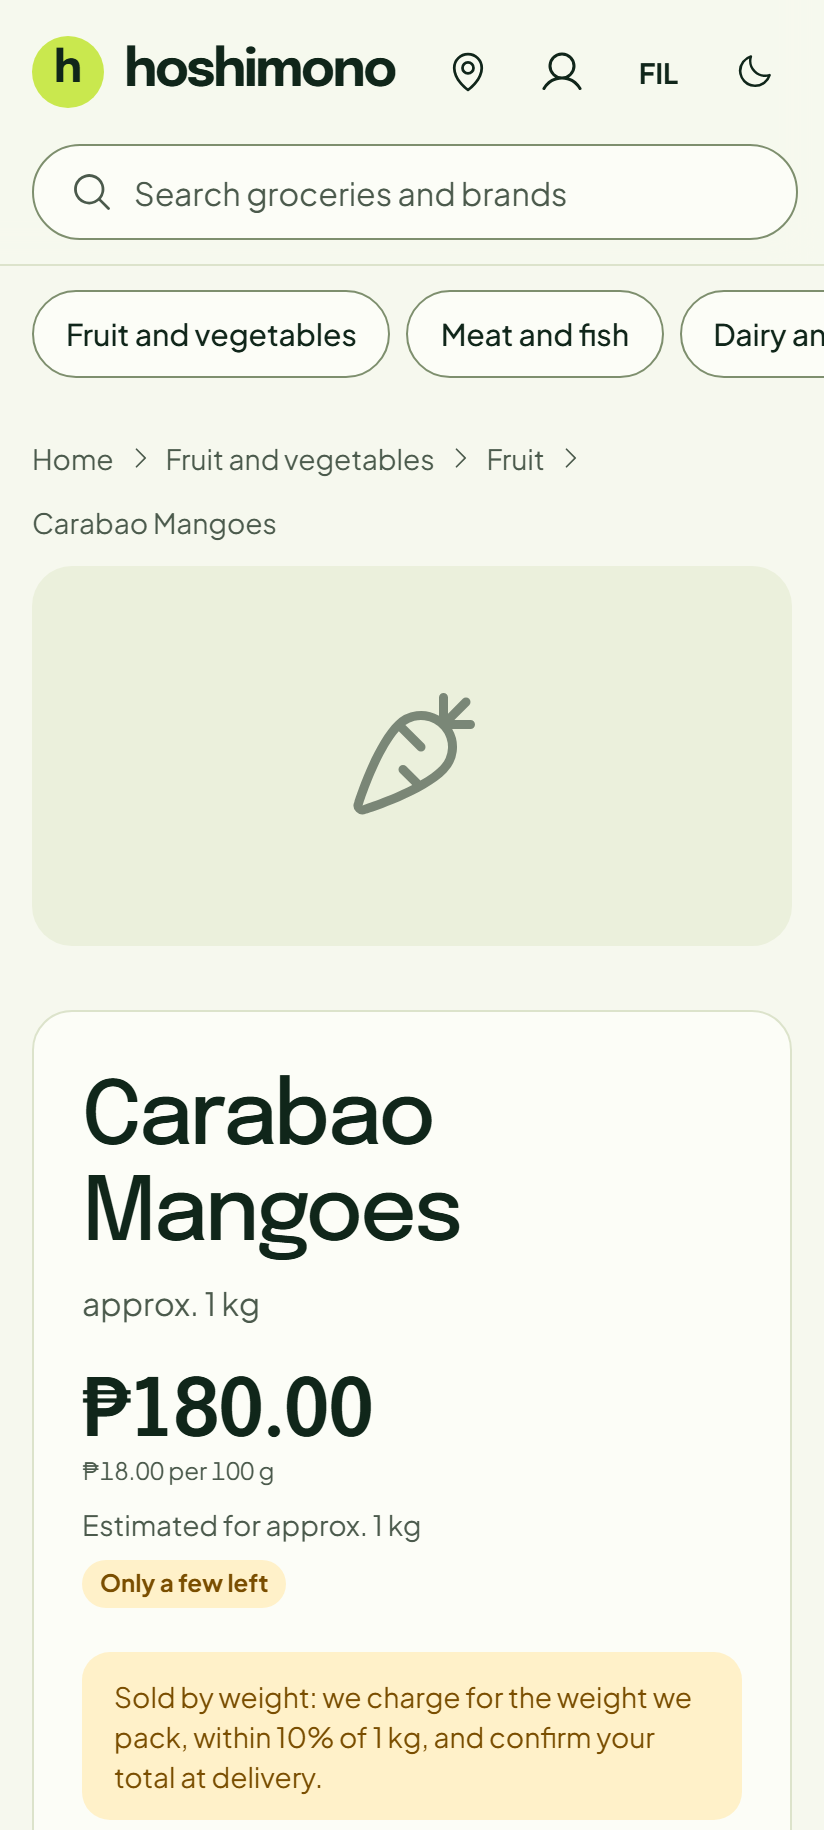 h hoshimono FIL
Search groceries and brands
Fruit and vegetables Meat and fish Dairy an
Home Fruit and vegetables Fruit
Carabao Mangoes
Carabao
Mangoes
approx. 1 kg
₱180.00
₱18.00 per 100 g
Estimated for approx. 1 kg
Only a few left
Sold by weight: we charge for the weight we
pack, within 10% of 1 kg, and confirm your
total at delivery.